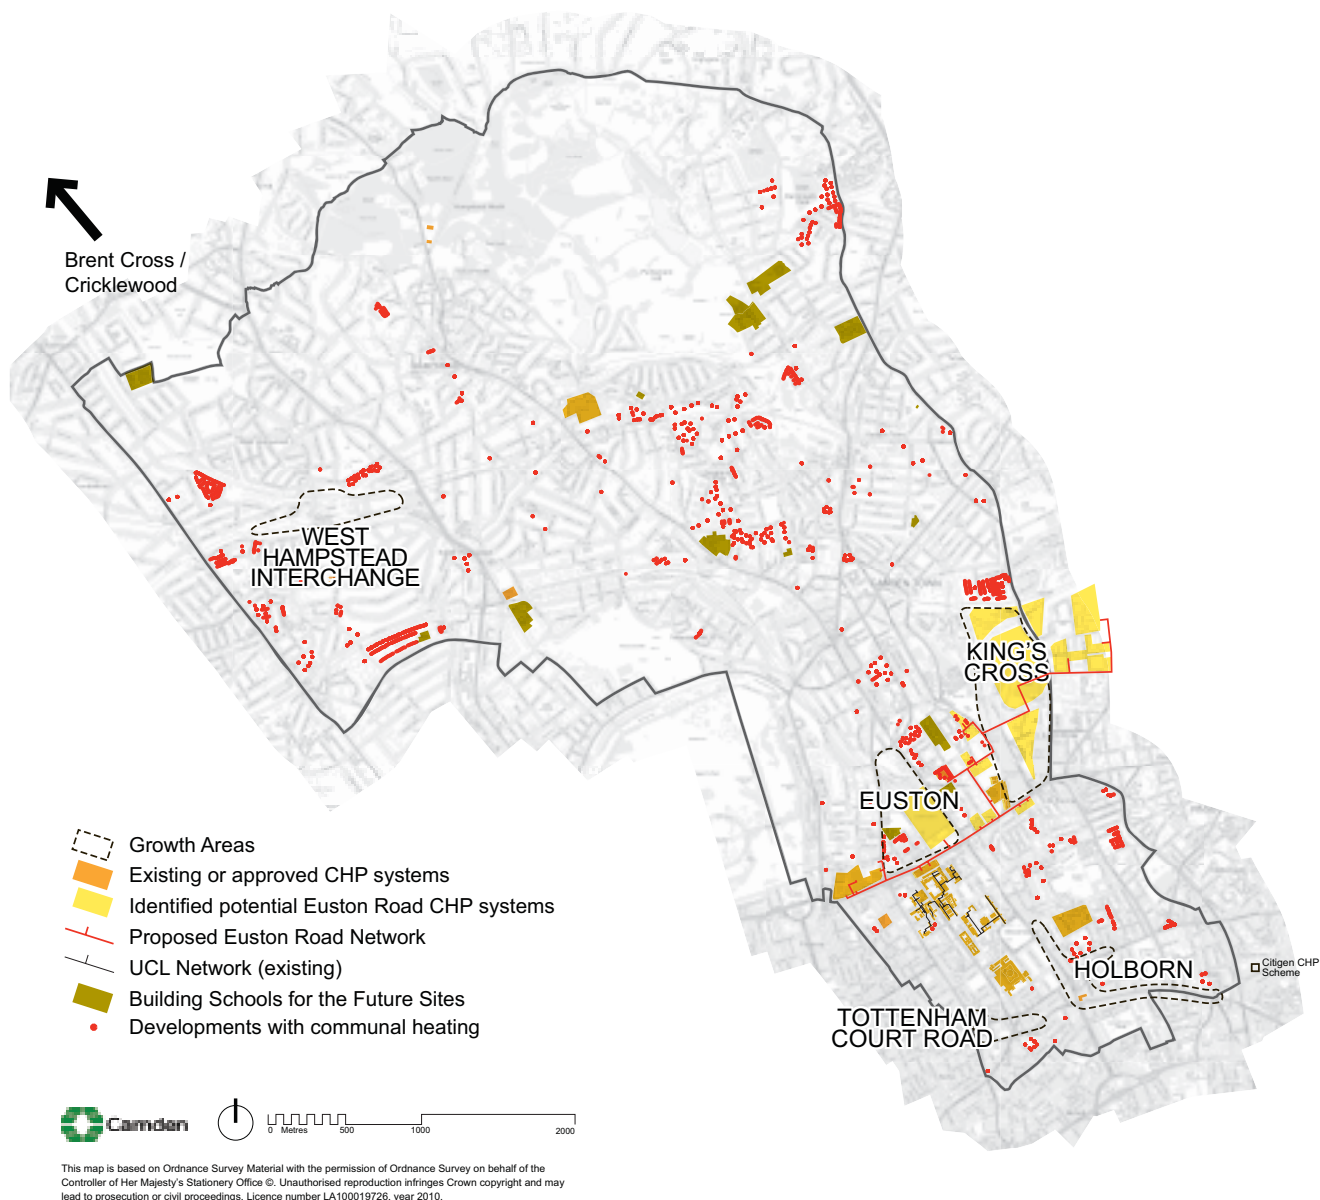 Brent Cross /
Cricklewood
WEST
HAMPSTEAD
INTERCHANGE
KING'S
CROSS
EUSTON
HOLBORN
Citigen CHP
Scheme
TOTTENHAM
COURT ROAD
Growth Areas
Existing or approved CHP systems
Identified potential Euston Road CHP systems
Proposed Euston Road Network
UCL Network (existing)
Building Schools for the Future Sites
Developments with communal heating
Camden
0 Metres 500 1000 2000
This map is based on Ordnance Survey Material with the permission of Ordnance Survey on behalf of the
Controller of Her Majesty's Stationery Office ©. Unauthorised reproduction infringes Crown copyright and may
lead to prosecution or civil proceedings. Licence number LA100019726, year 2010.